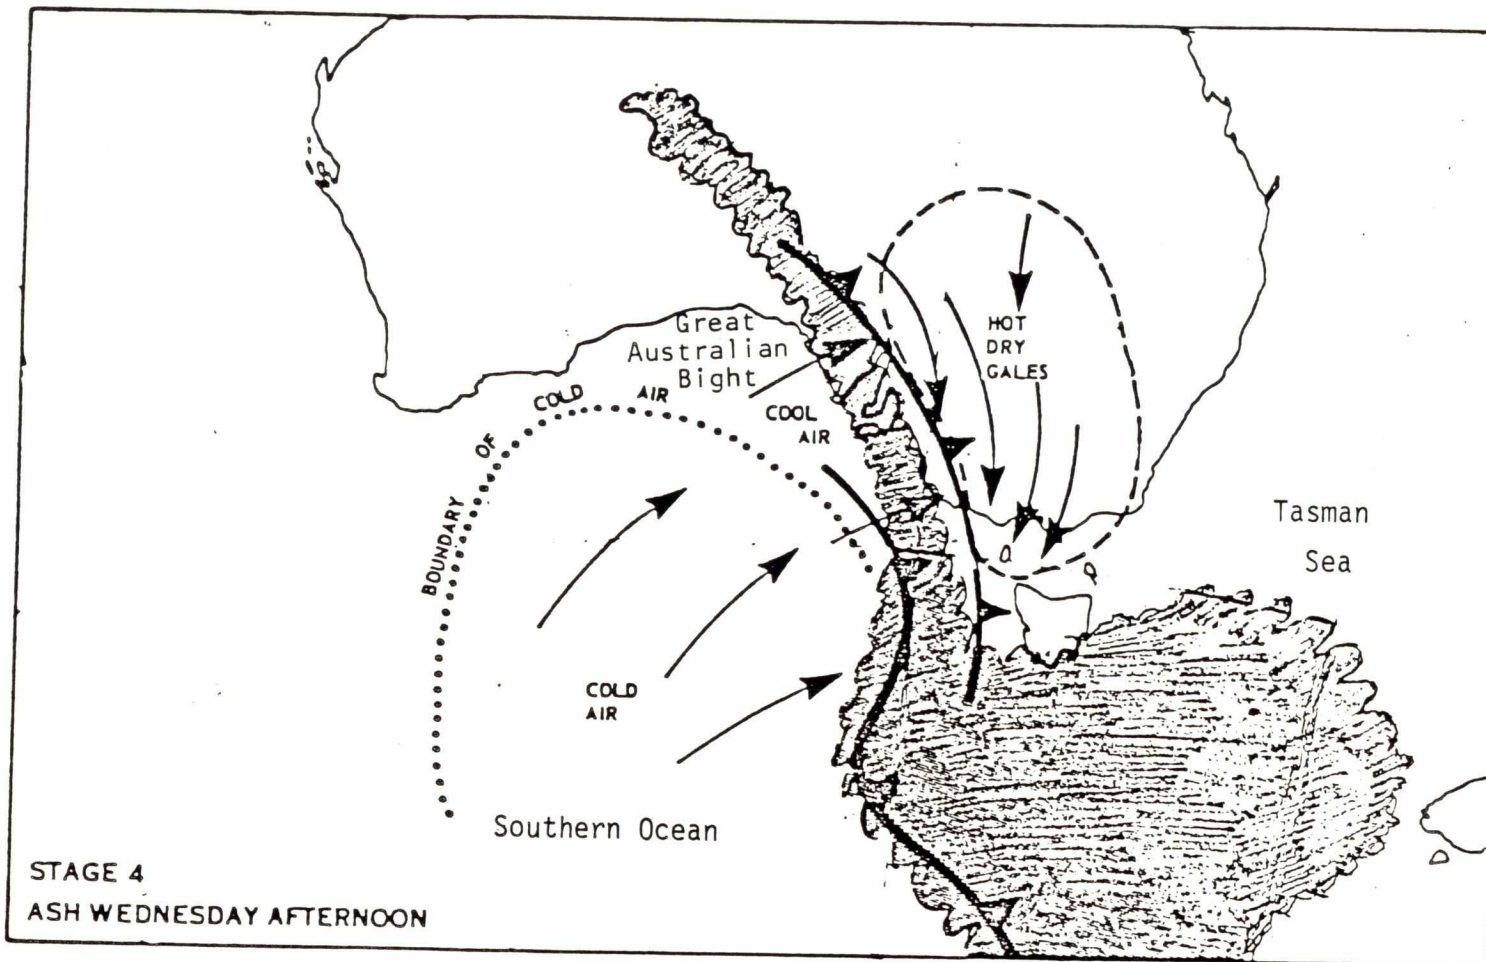 Great
Australian
Bight
HOT
DRY
GALES
BOUNDARY OF COLD AIR
COOL
AIR
Tasman
Sea
COLD
AIR
Southern Ocean
STAGE 4
ASH WEDNESDAY AFTERNOON